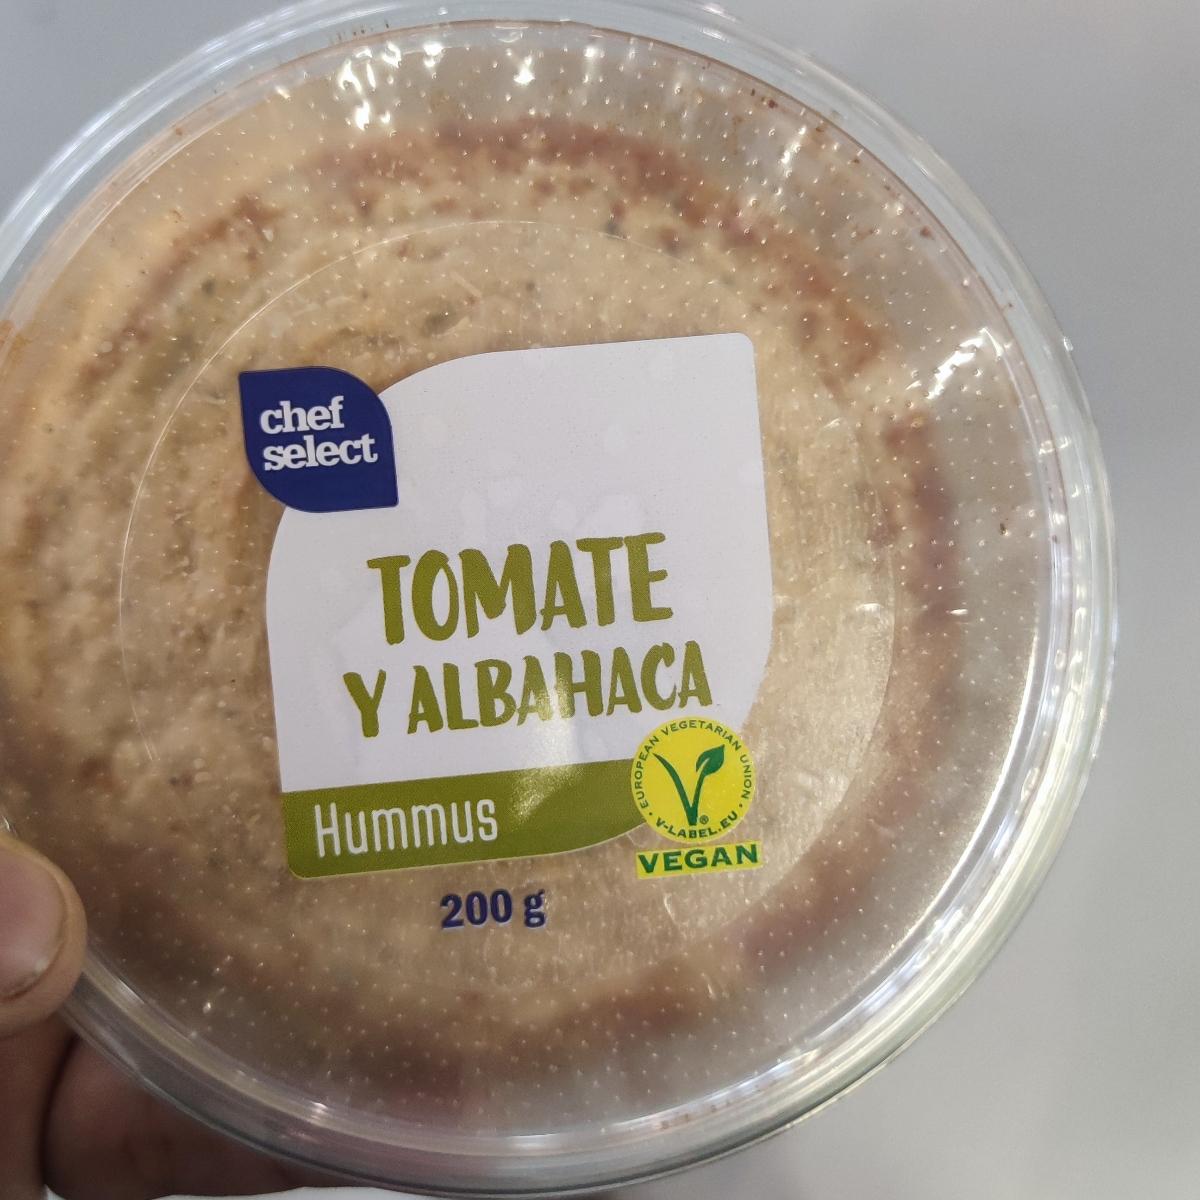 chef
select
TOMATE
Y ALBAHACA
Hummus
EUROPEAN VEGETARIAN UNION
• V-LABEL.EU •
VEGAN
200 g